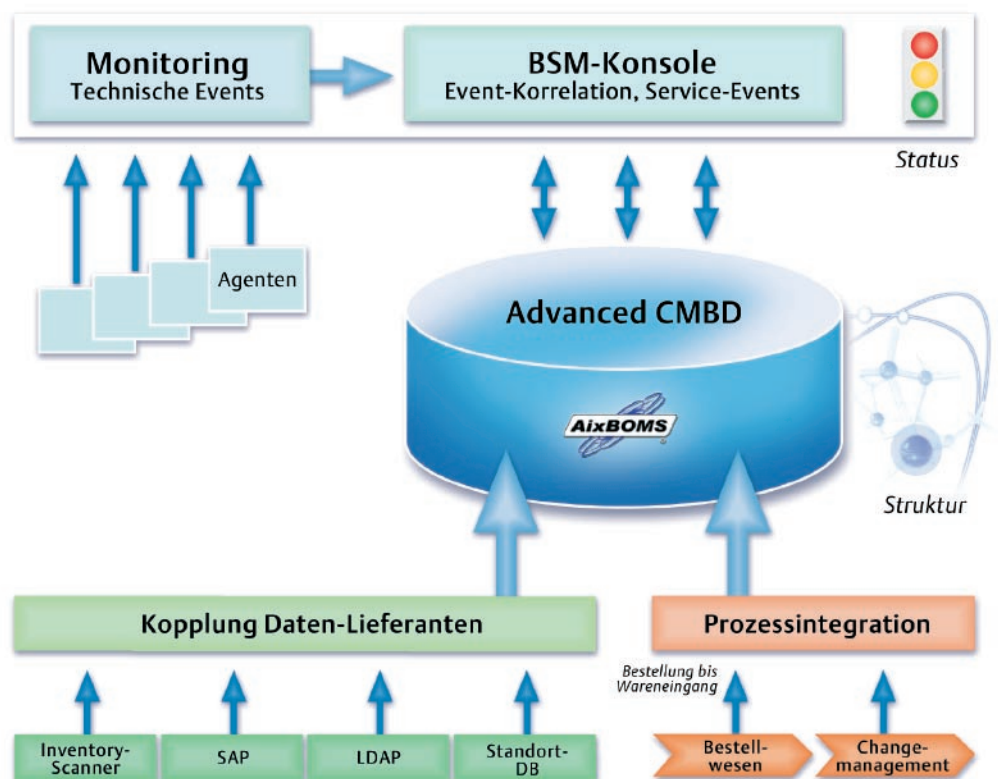 Monitoring
Technische Events
BSM-Konsole
Event-Korrelation, Service-Events
Status
Agenten
Advanced CMBD
AixBOMS
Struktur
Kopplung Daten-Lieferanten
Prozessintegration
Bestellung bis
Wareneingang
Inventory-
Scanner
SAP
LDAP
Standort-
DB
Bestell-
wesen
Change-
management